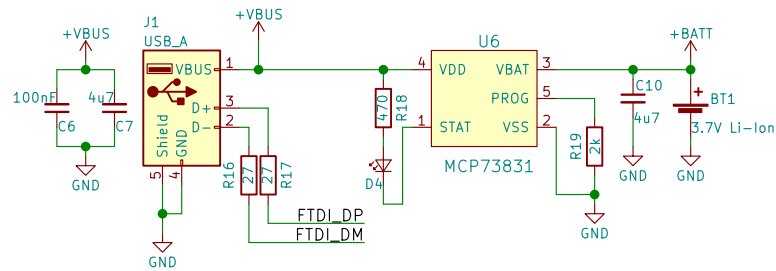 +VBUS
100nF
C6
4u7
C7
GND
J1
USB_A
VBUS
D+
D-
Shield
GND
1
3
2
5
4
GND
+VBUS
R16
27
27
R17
FTDI_DP
FTDI_DM
470
R18
D4
U6
4
VDD
VBAT
3
PROG
5
1
STAT
VSS
2
MCP73831
R19
2k
GND
C10
4u7
GND
+BATT
+
BT1
3.7V Li-Ion
GND